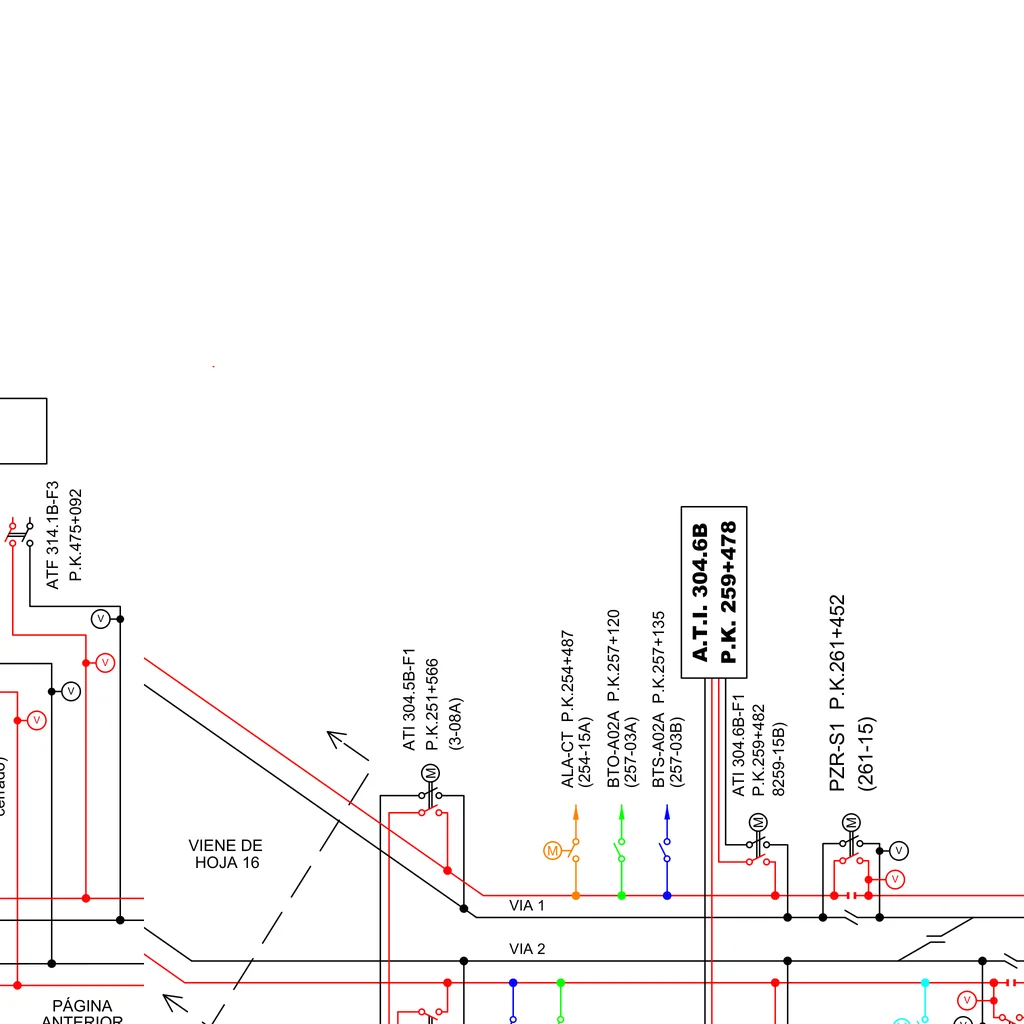 ATF 314.1B-F3
P.K.475+092
V
V
V
V
cerrado)
PÁGINA
ANTERIOR
VIENE DE
HOJA 16
ATI 304.5B-F1
P.K.251+566
(3-08A)
M
ALA-CT P.K.254+487
(254-15A)
M
BTO-A02A P.K.257+120
(257-03A)
BTS-A02A P.K.257+135
(257-03B)
A.T.I. 304.6B
P.K. 259+478
ATI 304.6B-F1
P.K.259+482
8259-15B)
M
PZR-S1 P.K.261+452
(261-15)
M
V
V
VIA 1
VIA 2
V